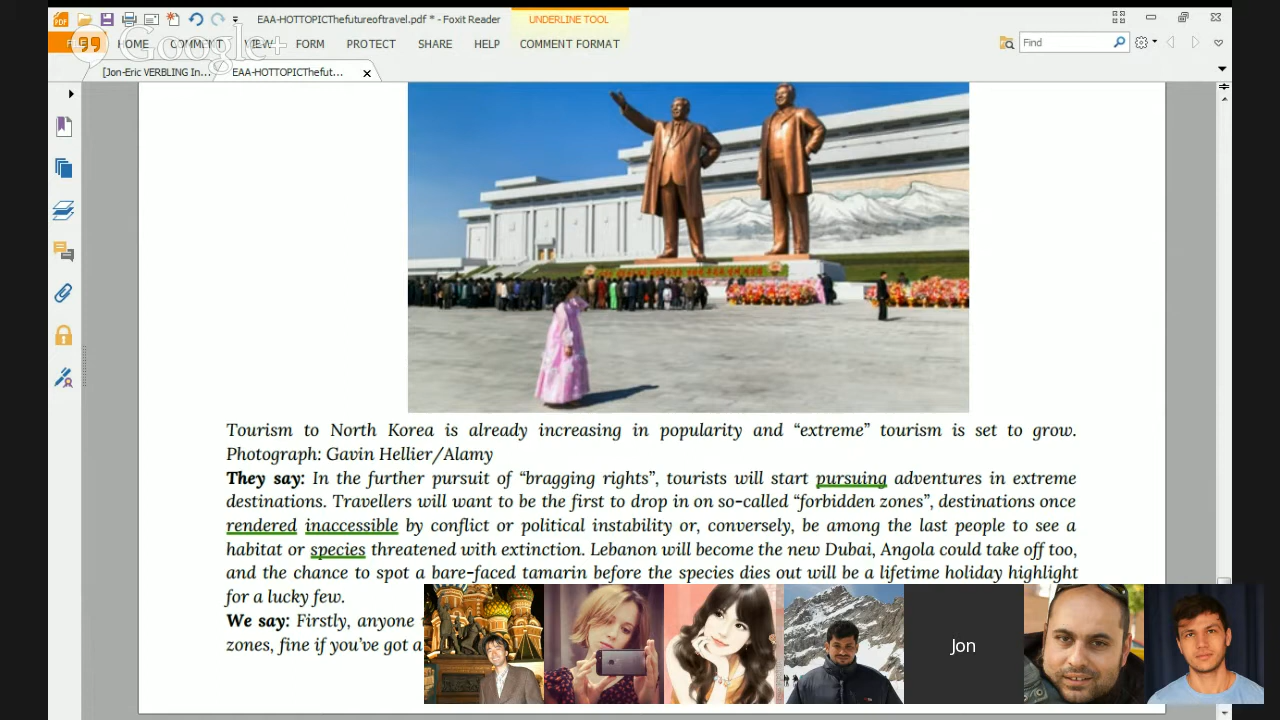 EAA-HOTTOPICThefutureoftravel.pdf * - Foxit Reader
UNDERLINE TOOL
Google+
HOME COMMENT VIEW FORM PROTECT SHARE HELP COMMENT FORMAT
Find
[Jon-Eric VERBLING In... EAA-HOTTOPICThefut...
Tourism to North Korea is already increasing in popularity and “extreme” tourism is set to grow.
Photograph: Gavin Hellier/Alamy
They say: In the further pursuit of “bragging rights”, tourists will start pursuing adventures in extreme
destinations. Travellers will want to be the first to drop in on so-called “forbidden zones”, destinations once
rendered inaccessible by conflict or political instability or, conversely, be among the last people to see a
habitat or species threatened with extinction. Lebanon will become the new Dubai, Angola could take off too,
and the chance to spot a bare-faced tamarin before the species dies out will be a lifetime holiday highlight
for a lucky few.
We say: Firstly, anyone
zones, fine if you’ve got a
Jon